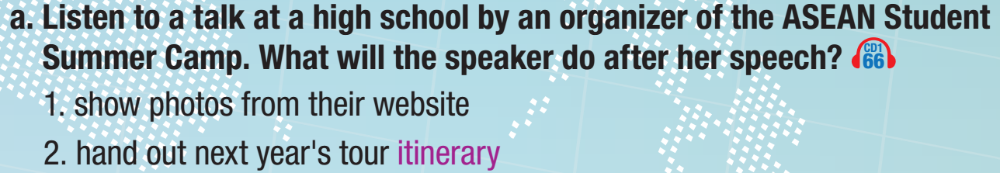 a. Listen to a talk at a high school by an organizer of the ASEAN Student
Summer Camp. What will the speaker do after her speech? CD1 66
1. show photos from their website
2. hand out next year's tour itinerary